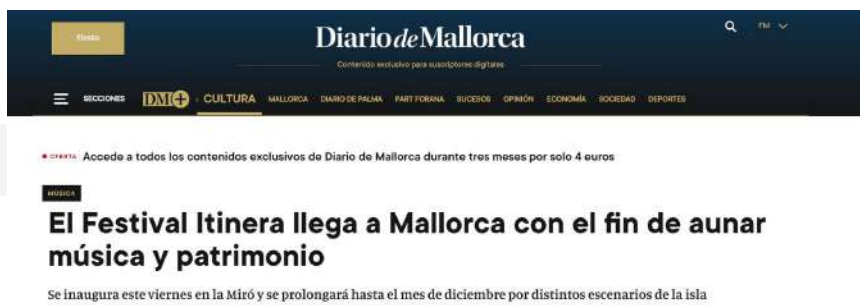 Diario de Mallorca
Contenido exclusivo para suscriptores digitales
SECCIONES DM+ CULTURA MALLORCA DIARIO DE PALMA PART FORANA SUCESOS OPINIÓN ECONOMÍA SOCIEDAD DEPORTES
OFERTA Accede a todos los contenidos exclusivos de Diario de Mallorca durante tres meses por solo 4 euros
MÚSICA
El Festival Itinera llega a Mallorca con el fin de aunar
música y patrimonio
Se inaugura este viernes en la Miró y se prolongará hasta el mes de diciembre por distintos escenarios de la isla